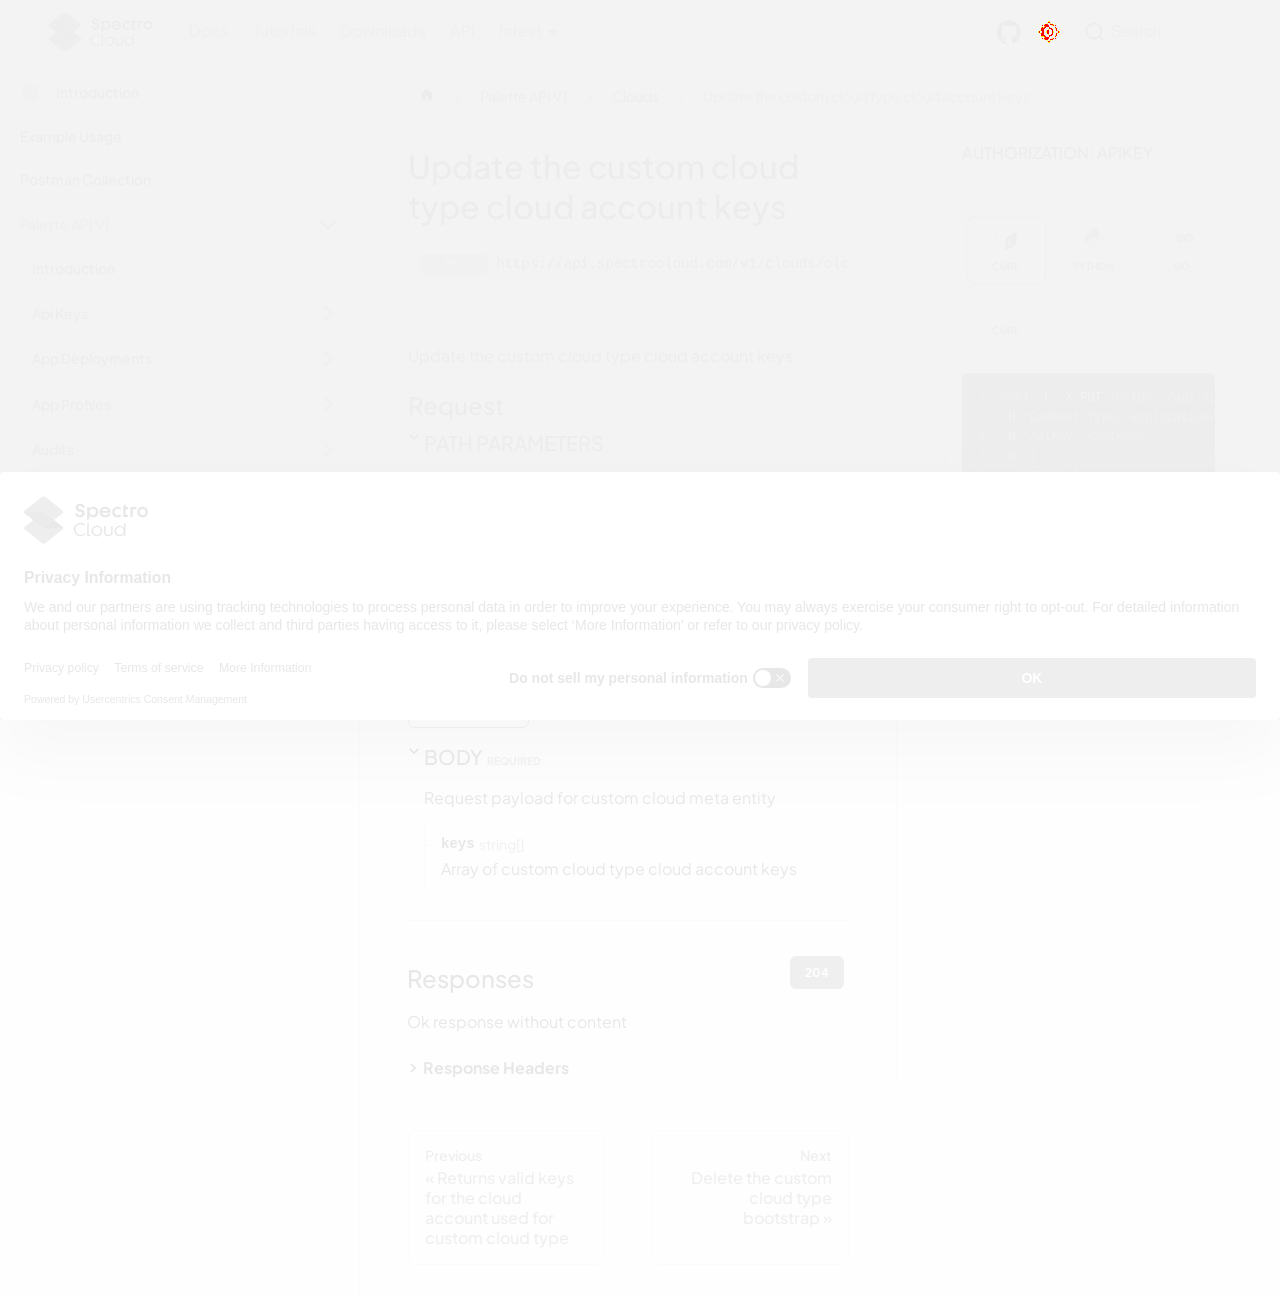 Spectro
Cloud
Docs Tutorials Downloads API latest Search
Introduction
Example Usage
Postman Collection
Palette API V1
Introduction
Api Keys
App Deployments
App Profiles
Audits
Palette API V1 Clouds Update the custom cloud type cloud account keys
Update the custom cloud
type cloud account keys
https://api.spectrocloud.com/v1/clouds/clo
Update the custom cloud type cloud account keys
Request
PATH PARAMETERS
AUTHORIZATION: APIKEY
CURL PYTHON GO
CURL
Spectro
Cloud
Privacy Information
We and our partners are using tracking technologies to process personal data in order to improve your experience. You may always exercise your consumer right to opt-out. For detailed information
about personal information we collect and third parties having access to it, please select 'More Information' or refer to our privacy policy.
Privacy policy Terms of service More Information
Do not sell my personal information
OK
Powered by Usercentrics Consent Management
BODY REQUIRED
Request payload for custom cloud meta entity
keys string[]
Array of custom cloud type cloud account keys
Responses
204
Ok response without content
Response Headers
Previous
« Returns valid keys
for the cloud
account used for
custom cloud type
Next
Delete the custom
cloud type
bootstrap »